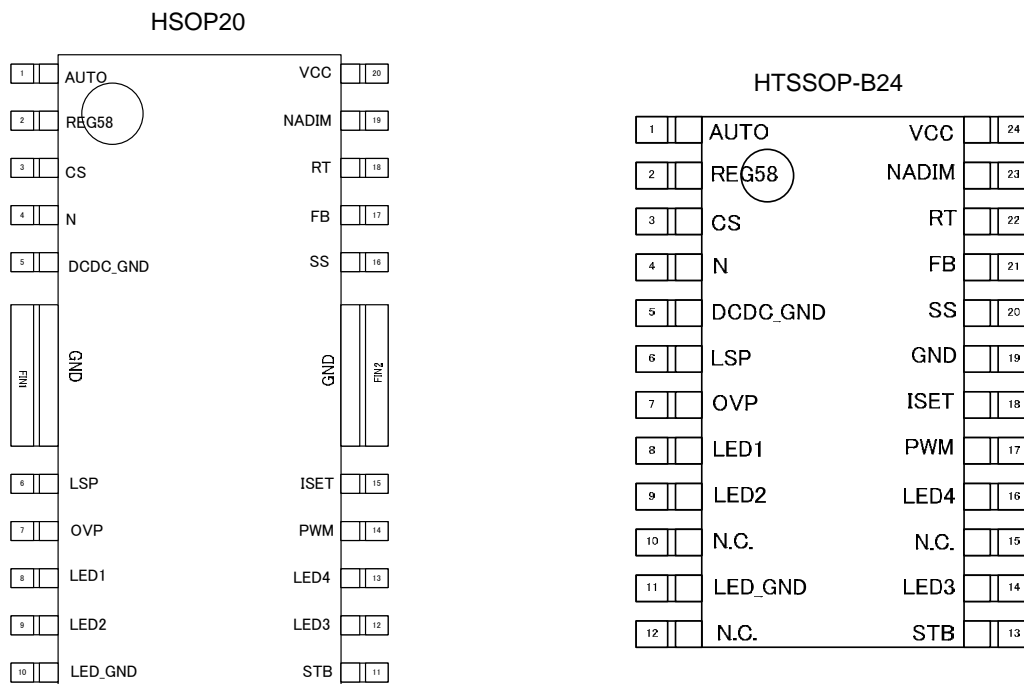 HSOP20
1 AUTO VCC 20
2 REG58 NADIM 19
3 CS RT 18
4 N FB 17
5 DCDC_GND SS 16
FIN1 GND GND FIN2
6 LSP ISET 15
7 OVP PWM 14
8 LED1 LED4 13
9 LED2 LED3 12
10 LED_GND STB 11
HTSSOP-B24
1 AUTO VCC 24
2 REG58 NADIM 23
3 CS RT 22
4 N FB 21
5 DCDC_GND SS 20
6 LSP GND 19
7 OVP ISET 18
8 LED1 PWM 17
9 LED2 LED4 16
10 N.C. N.C. 15
11 LED_GND LED3 14
12 N.C. STB 13